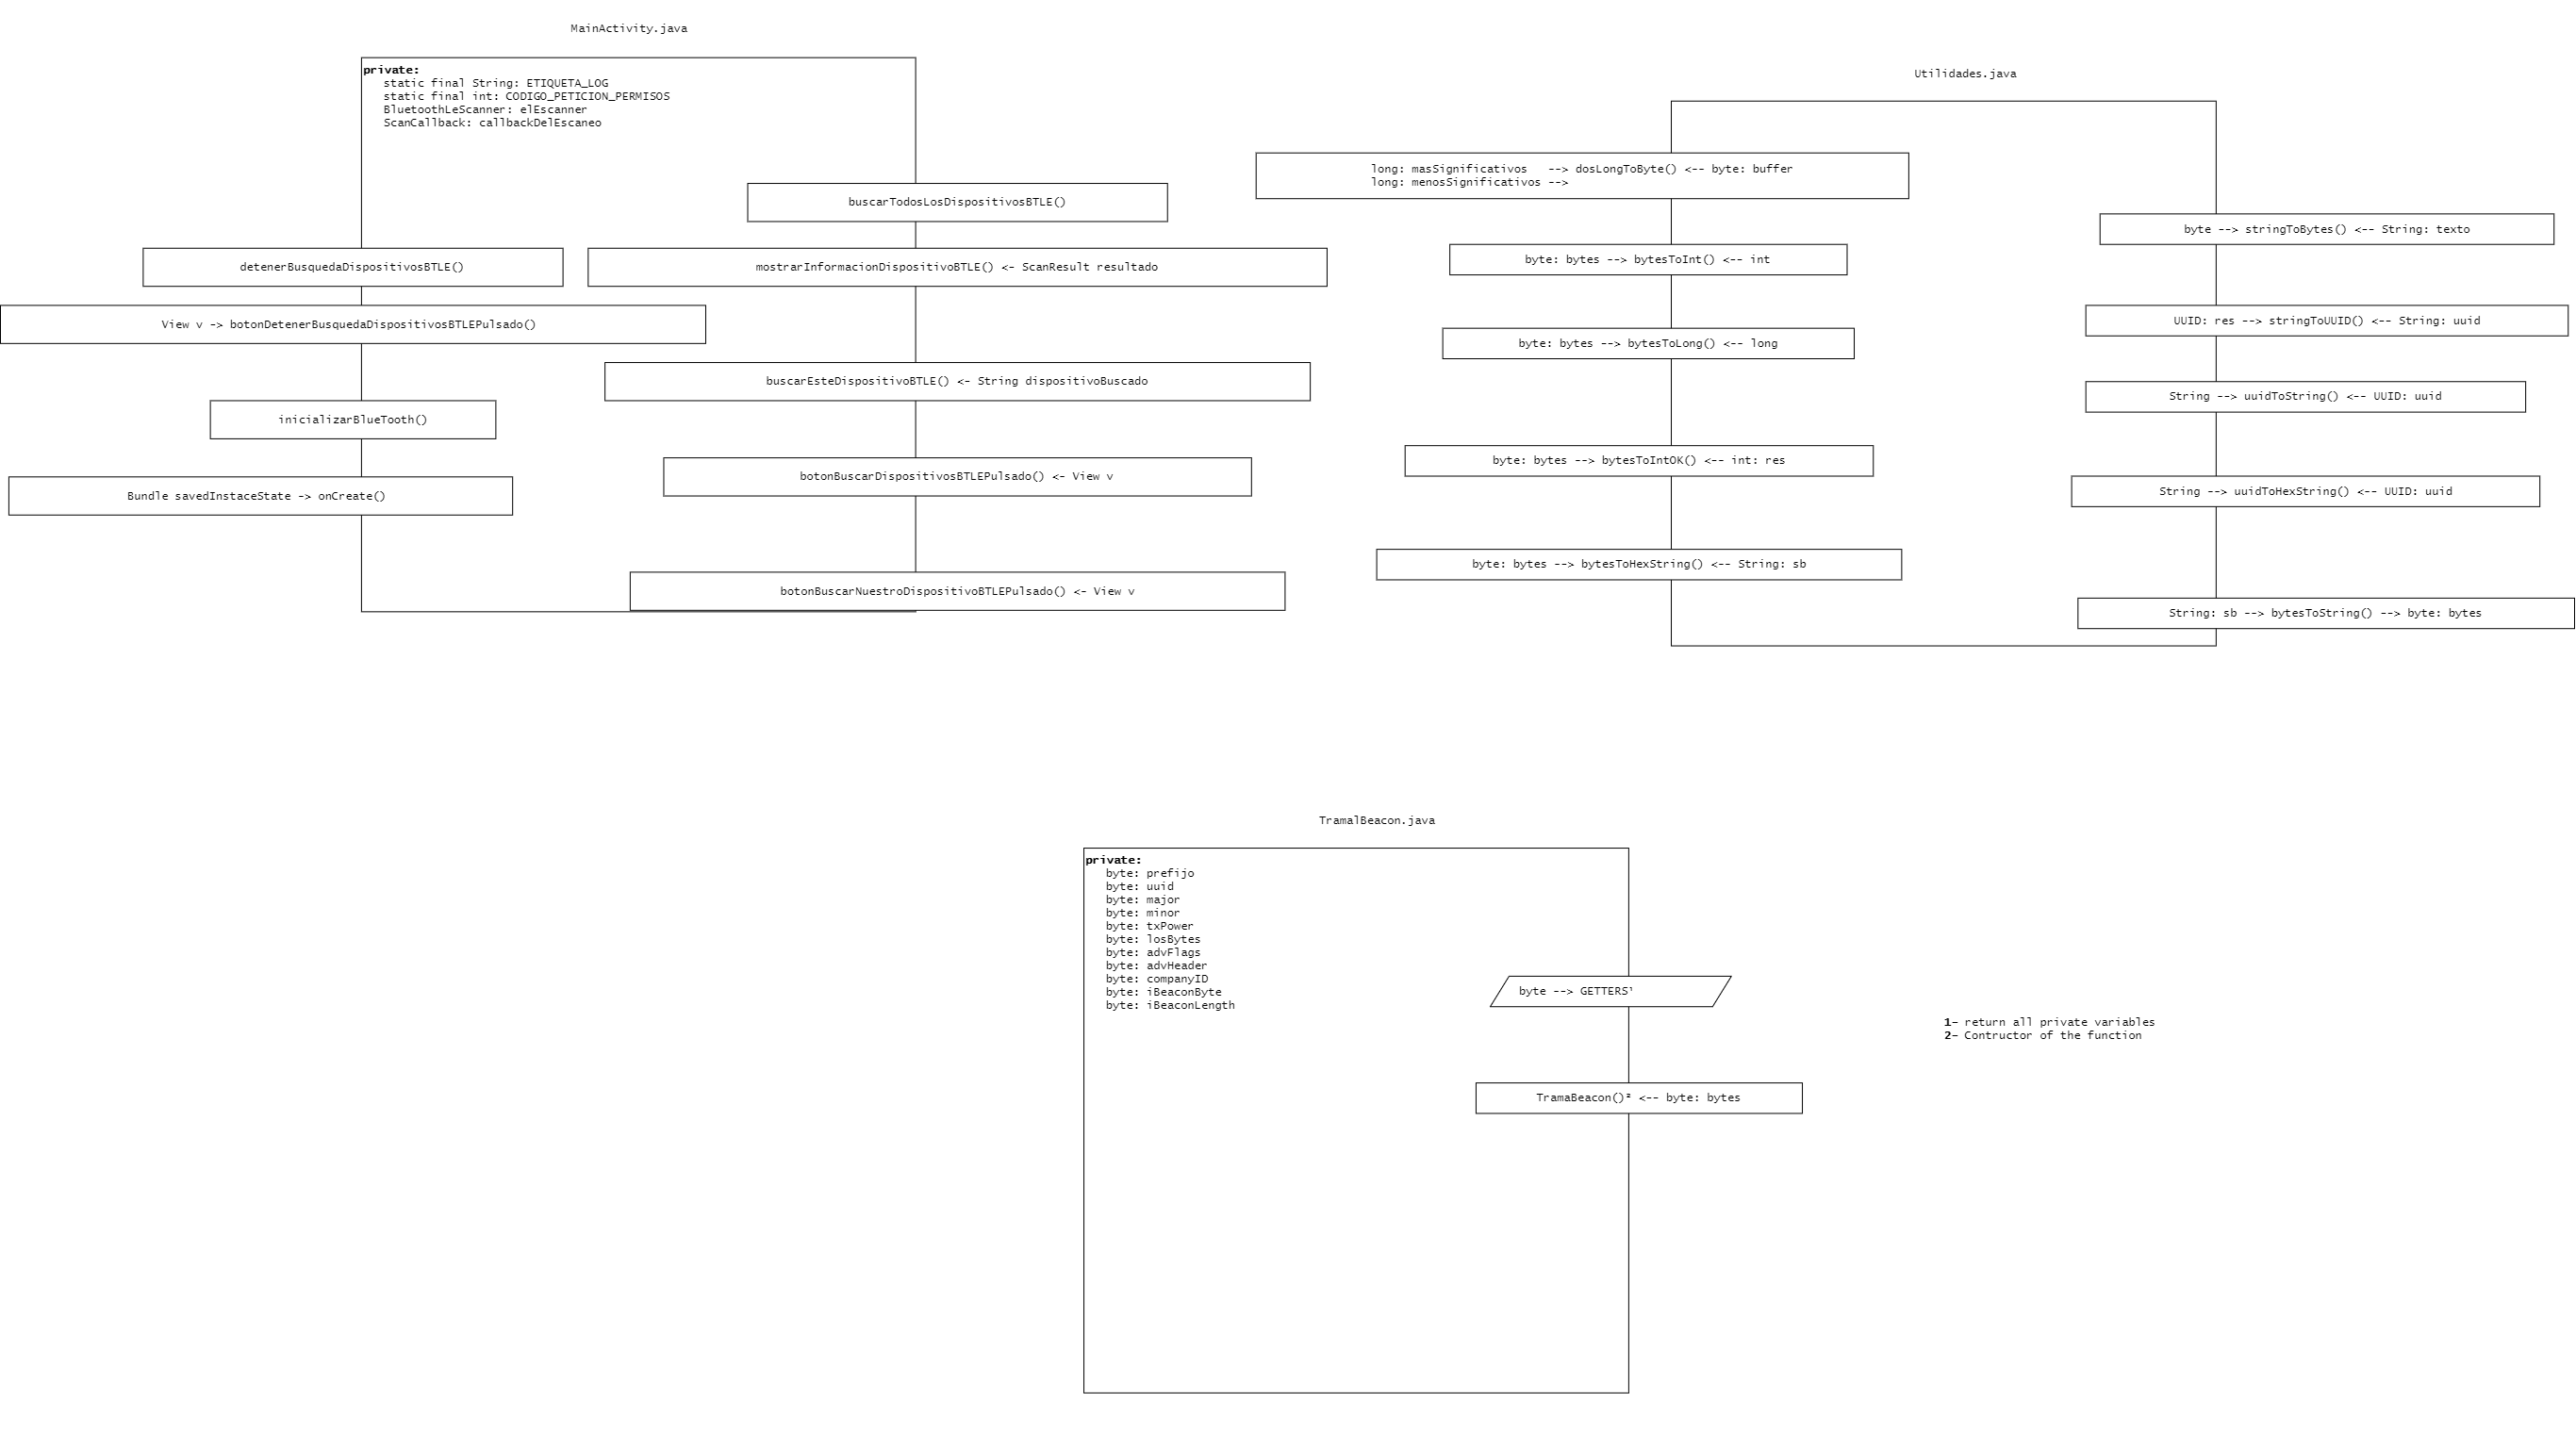 MainActivity.java
private:
static final String: ETIQUETA_LOG
static final int: CODIGO_PETICION_PERMISOS
BluetoothLeScanner: elEscanner
ScanCallback: callbackDelEscaneo
buscarTodosLosDispositivosBTLE()
detenerBusquedaDispositivosBTLE()
mostrarInformacionDispositivoBTLE() <- ScanResult resultado
View v -> botonDetenerBusquedaDispositivosBTLEPulsado()
buscarEsteDispositivoBTLE() <- String dispositivoBuscado
inicializarBlueTooth()
botonBuscarDispositivosBTLEPulsado() <- View v
Bundle savedInstaceState -> onCreate()
botonBuscarNuestroDispositivoBTLEPulsado() <- View v
Utilidades.java
long: masSignificativos --> dosLongToByte() <-- byte: buffer
long: menosSignificativos -->
byte --> stringToBytes() <-- String: texto
byte: bytes --> bytesToInt() <-- int
UUID: res --> stringToUUID() <-- String: uuid
byte: bytes --> bytesToLong() <-- long
String --> uuidToString() <-- UUID: uuid
byte: bytes --> bytesToIntOK() <-- int: res
String --> uuidToHexString() <-- UUID: uuid
byte: bytes --> bytesToHexString() <-- String: sb
String: sb --> bytesToString() --> byte: bytes
TramalBeacon.java
private:
byte: prefijo
byte: uuid
byte: major
byte: minor
byte: txPower
byte: losBytes
byte: advFlags
byte: advHeader
byte: companyID
byte: iBeaconByte
byte: iBeaconLength
byte --> GETTERS¹
TramaBeacon()² <-- byte: bytes
1- return all private variables
2- Contructor of the function